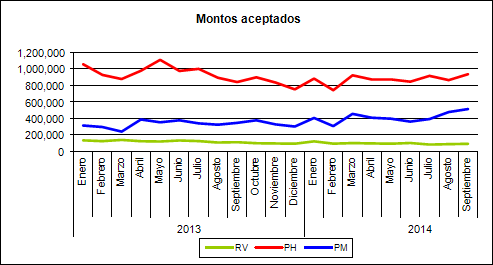 Montos aceptados
1,200,000
1,000,000
800,000
600,000
400,000
200,000
0
Enero
Febrero
Marzo
Abril
Mayo
Junio
Julio
Agosto
Septiembre
Octubre
Noviembre
Diciembre
Enero
Febrero
Marzo
Abril
Mayo
Junio
Julio
Agosto
Septiembre
2013 2014
RV PH PM